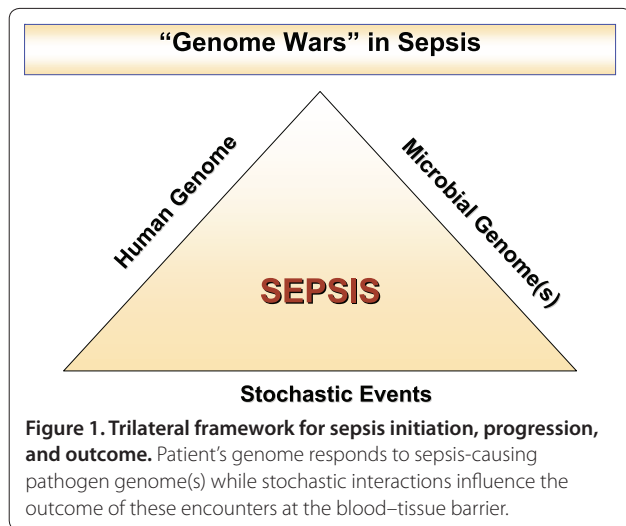 “Genome Wars” in Sepsis
Human Genome
Microbial Genome(s)
SEPSIS
Stochastic Events
Figure 1. Trilateral framework for sepsis initiation, progression,
and outcome. Patient’s genome responds to sepsis-causing
pathogen genome(s) while stochastic interactions influence the
outcome of these encounters at the blood–tissue barrier.